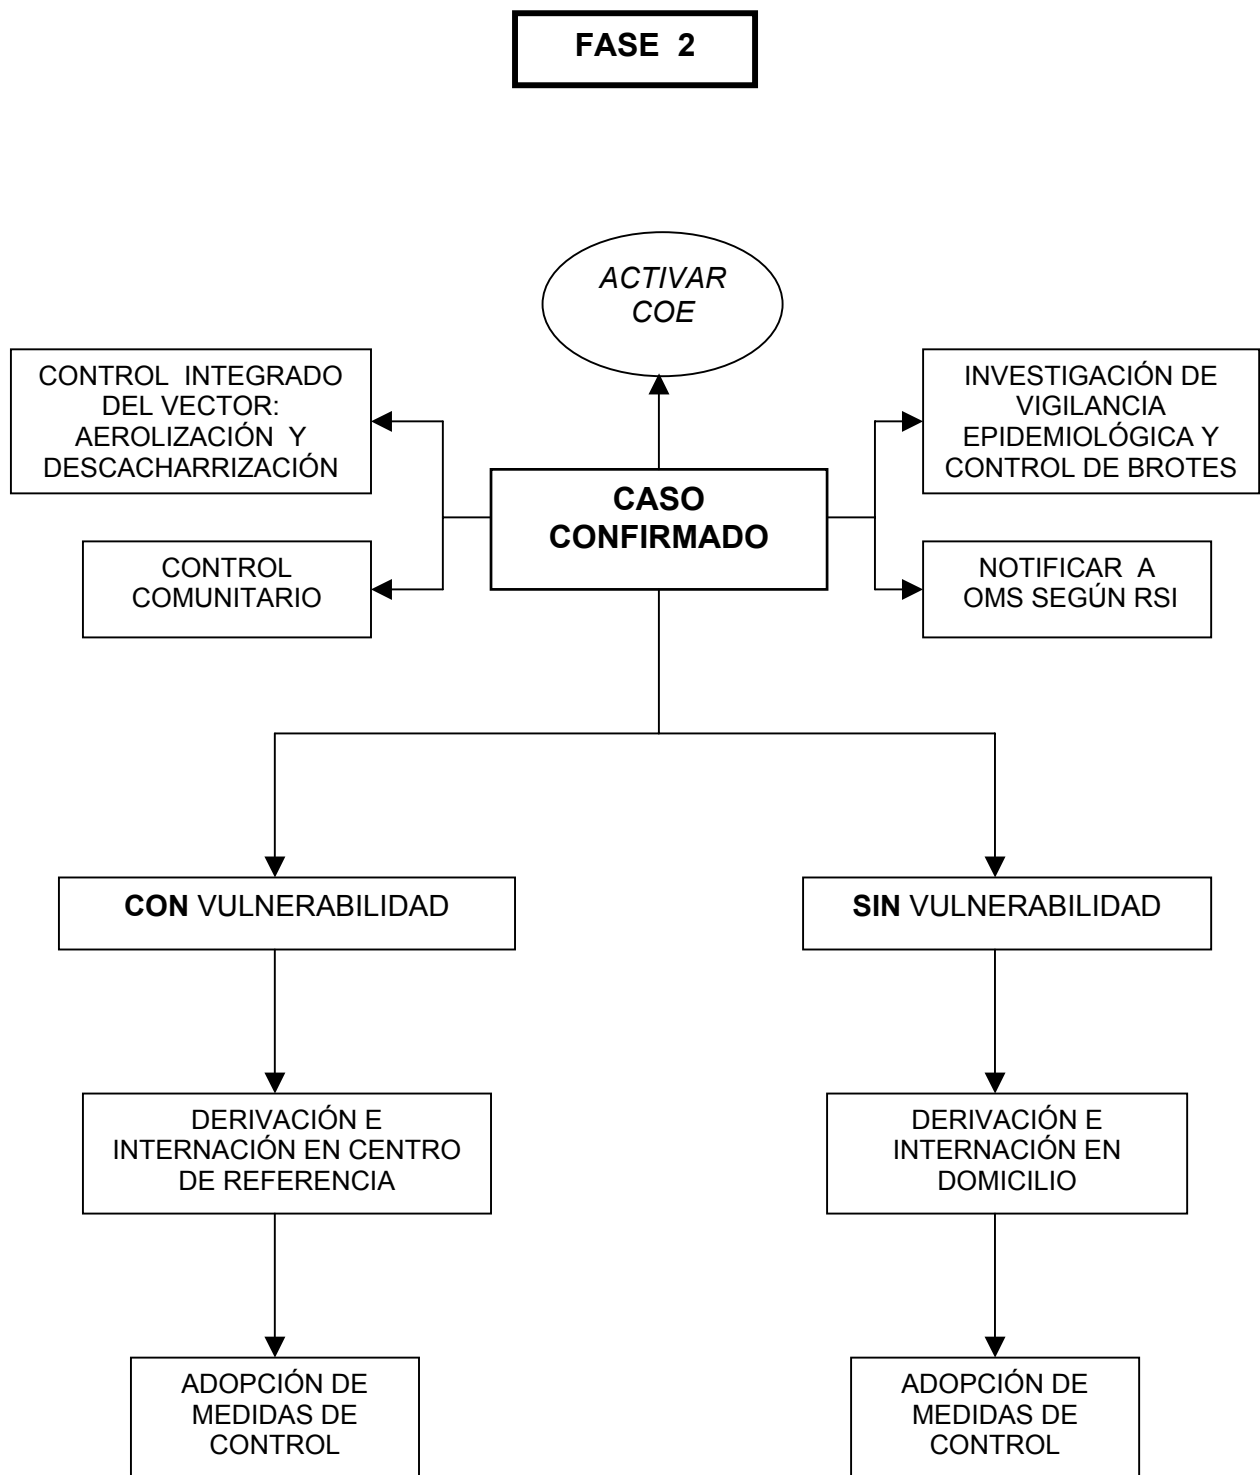 FASE 2
ACTIVAR
COE
CONTROL INTEGRADO
DEL VECTOR:
AEROLIZACIÓN Y
DESCACHARRIZACIÓN
INVESTIGACIÓN DE
VIGILANCIA
EPIDEMIOLÓGICA Y
CONTROL DE BROTES
CASO
CONFIRMADO
CONTROL
COMUNITARIO
NOTIFICAR A
OMS SEGÚN RSI
CON VULNERABILIDAD
SIN VULNERABILIDAD
DERIVACIÓN E
INTERNACIÓN EN CENTRO
DE REFERENCIA
DERIVACIÓN E
INTERNACIÓN EN
DOMICILIO
ADOPCIÓN DE
MEDIDAS DE
CONTROL
ADOPCIÓN DE
MEDIDAS DE
CONTROL